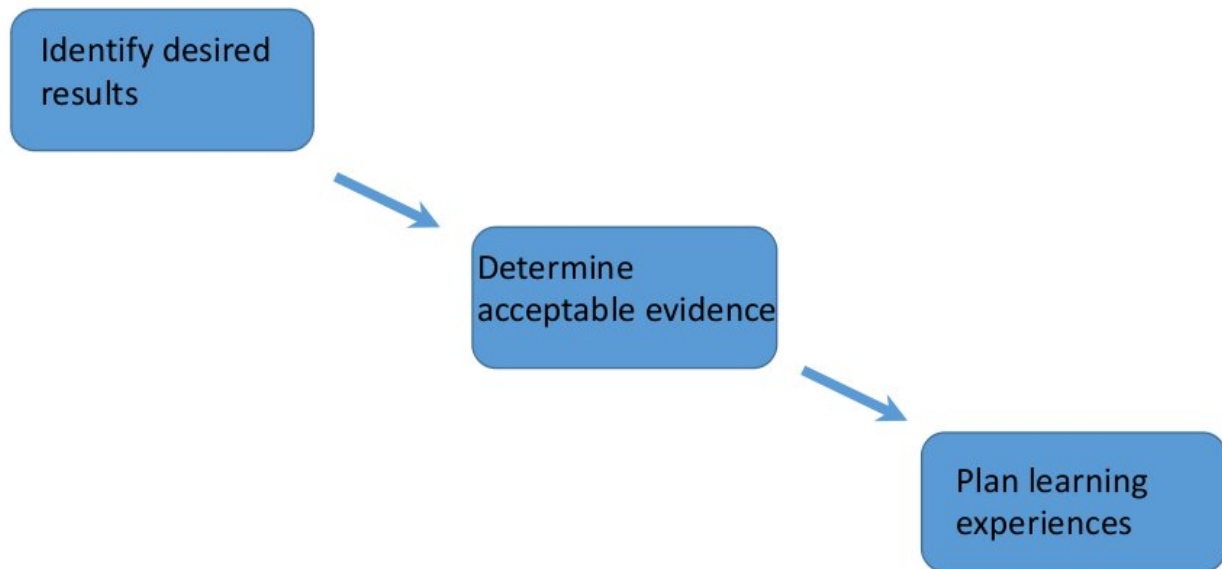 Identify desired
results
Determine
acceptable evidence
Plan learning
experiences